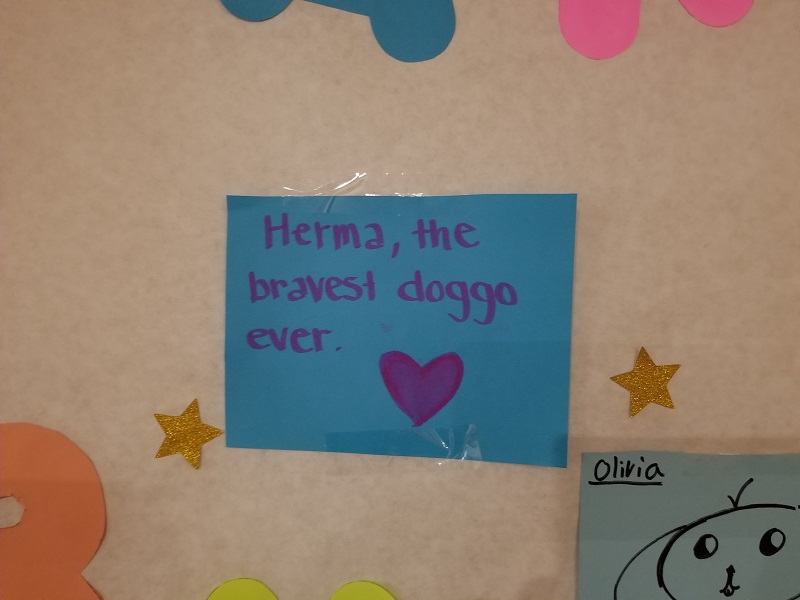 Herma, the
bravest doggo
ever.
Olivia